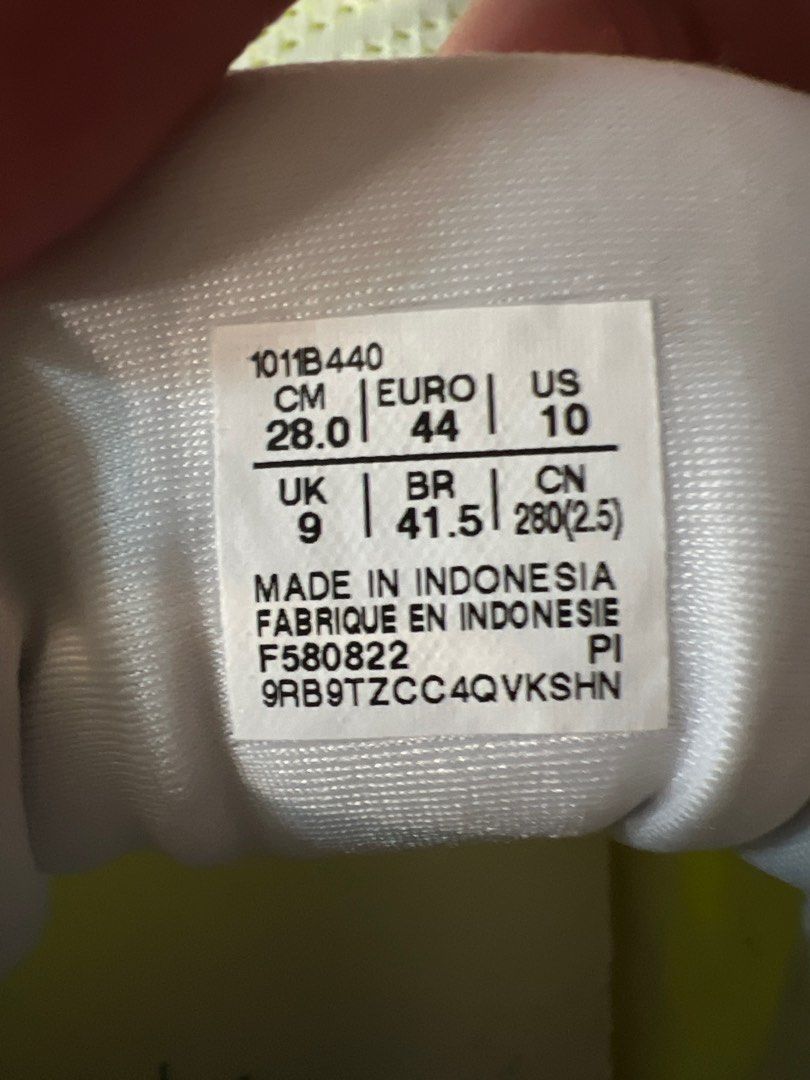 1011B440
CM | EURO | US
28.0 | 44 | 10
UK | BR | CN
9 | 41.5 | 280(2.5)
MADE IN INDONESIA
FABRIQUE EN INDONESIE
F580822 PI
9RB9TZCC4QVKSHN